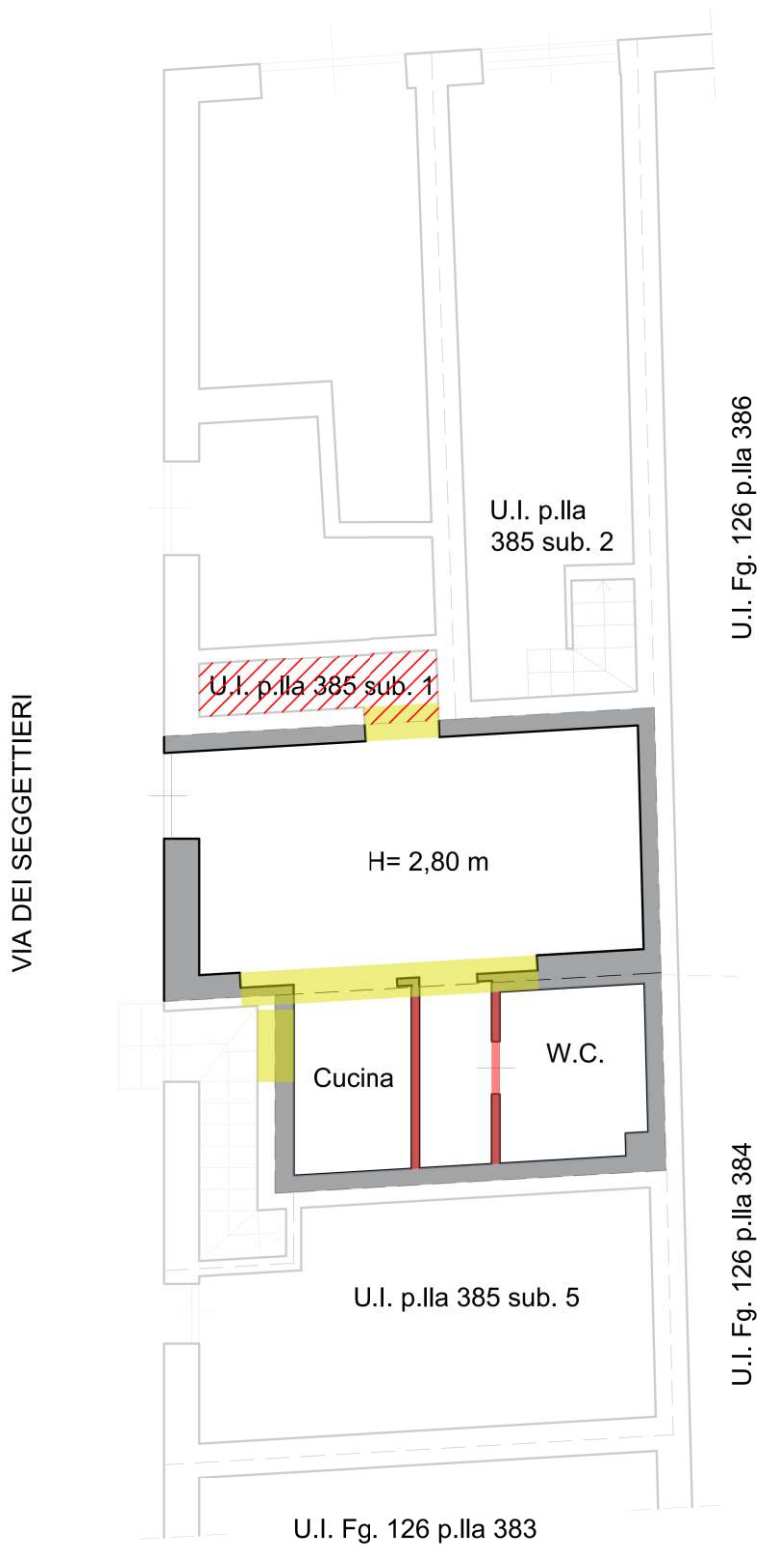 U.I. p.lla
385 sub. 2
U.I. Fg. 126 p.lla 386
U.I. p.lla 385 sub. 1
VIA DEI SEGGETTIERI
H= 2,80 m
Cucina
W.C.
U.I. Fg. 126 p.lla 384
U.I. p.lla 385 sub. 5
U.I. Fg. 126 p.lla 383